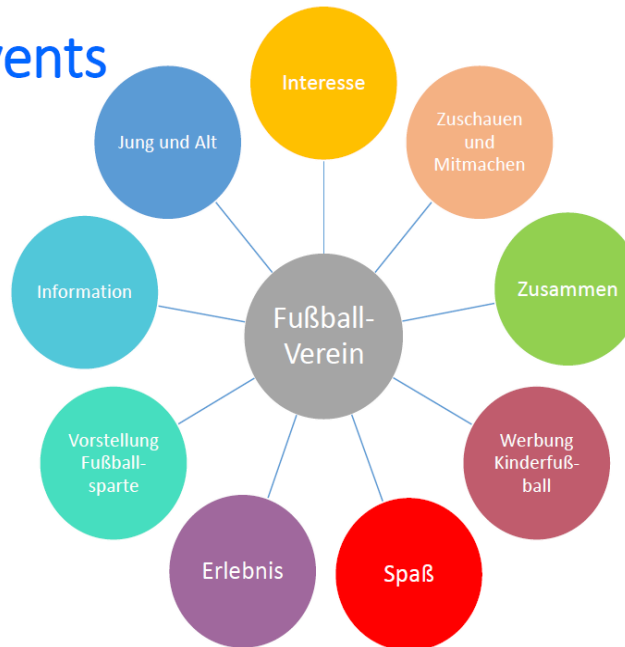 vents
Interesse
Zuschauen
und
Mitmachen
Zusammen
Werbung
Kinderfuß-
ball
Spaß
Erlebnis
Vorstellung
Fußball-
sparte
Information
Jung und Alt
Fußball-
Verein